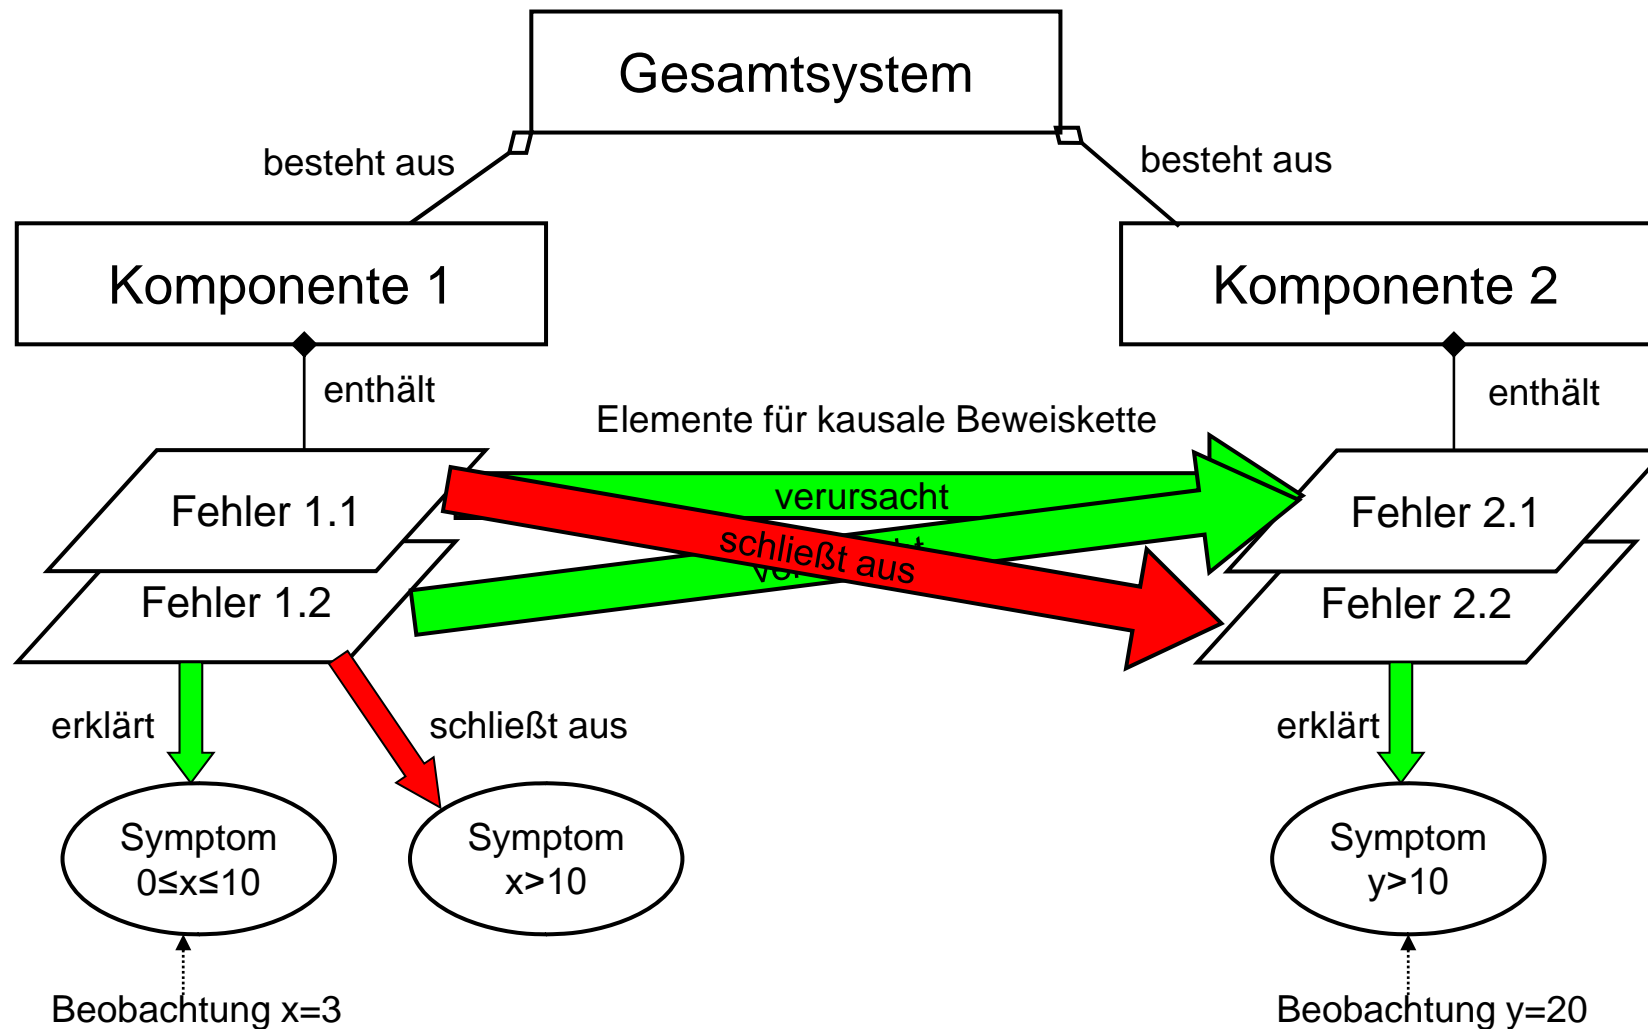 Gesamtsystem
besteht aus
besteht aus
Komponente 1
Komponente 2
enthält
enthält
Elemente für kausale Beweiskette
verursacht
Fehler 1.1
Fehler 2.1
schließt aus
Fehler 1.2
Fehler 2.2
erklärt
schließt aus
erklärt
Symptom
0≤x≤10
Symptom
x>10
Symptom
y>10
Beobachtung x=3
Beobachtung y=20